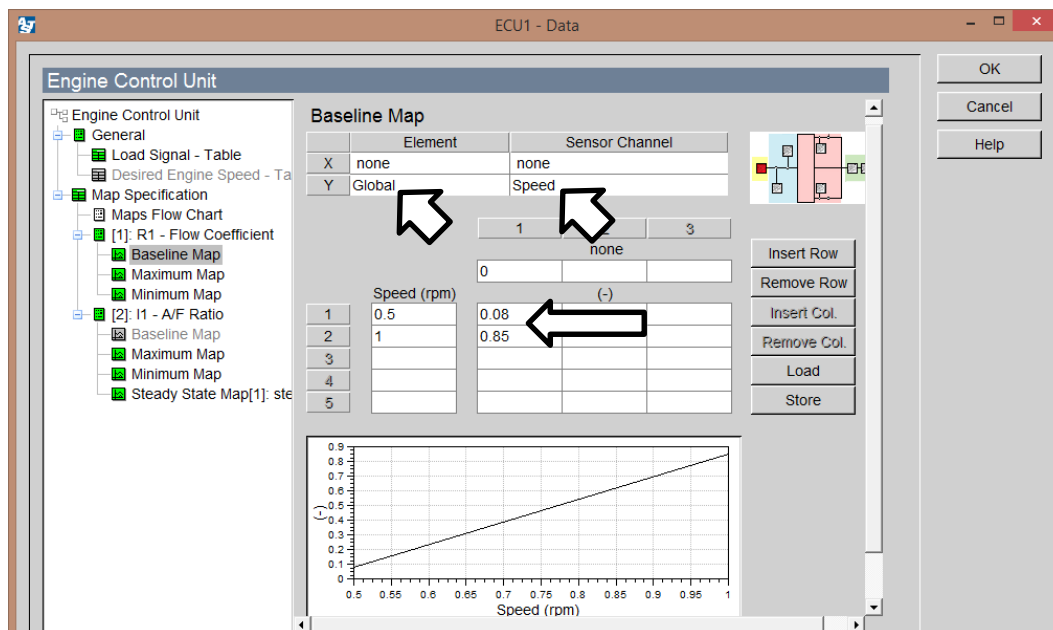 AST
ECU1 - Data
Engine Control Unit
OK
Cancel
Help
Engine Control Unit
General
Load Signal - Table
Desired Engine Speed - Ta
Map Specification
Maps Flow Chart
[1]: R1 - Flow Coefficient
Baseline Map
Maximum Map
Minimum Map
[2]: I1 - A/F Ratio
Baseline Map
Maximum Map
Minimum Map
Steady State Map[1]: ste
Baseline Map
Element Sensor Channel
X none none
Y Global Speed
1 3
none
0
Speed (rpm) (-)
1 0.5 0.08
2 1 0.85
3
4
5
Insert Row
Remove Row
Insert Col.
Remove Col.
Load
Store
0.9
0.8
0.7
0.6
0.5
0.4
0.3
0.2
0.1
0
(-)
0.5 0.55 0.6 0.65 0.7 0.75 0.8 0.85 0.9 0.95 1
Speed (rpm)